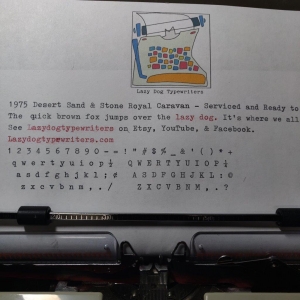 Lazy Dog Typewriters
1975 Desert Sand & Stone Royal Caravan - Serviced and Ready to
The quick brown fox jumps over the lazy dog. It's where we all
See Lazydogtypewriters on Etsy, YouTube, & Facebook.
Lazydogtypewriters.com
1 2 3 4 5 6 7 8 9 0 - = ! " # $ % _ & ' ( ) * +
q w e r t y u i o p ½ Q W E R T Y U I O P ¼
a s d f g h j k l ; ¢ A S D F G H J K L : @
z x c v b n m , . / Z X C V B N M , . ?